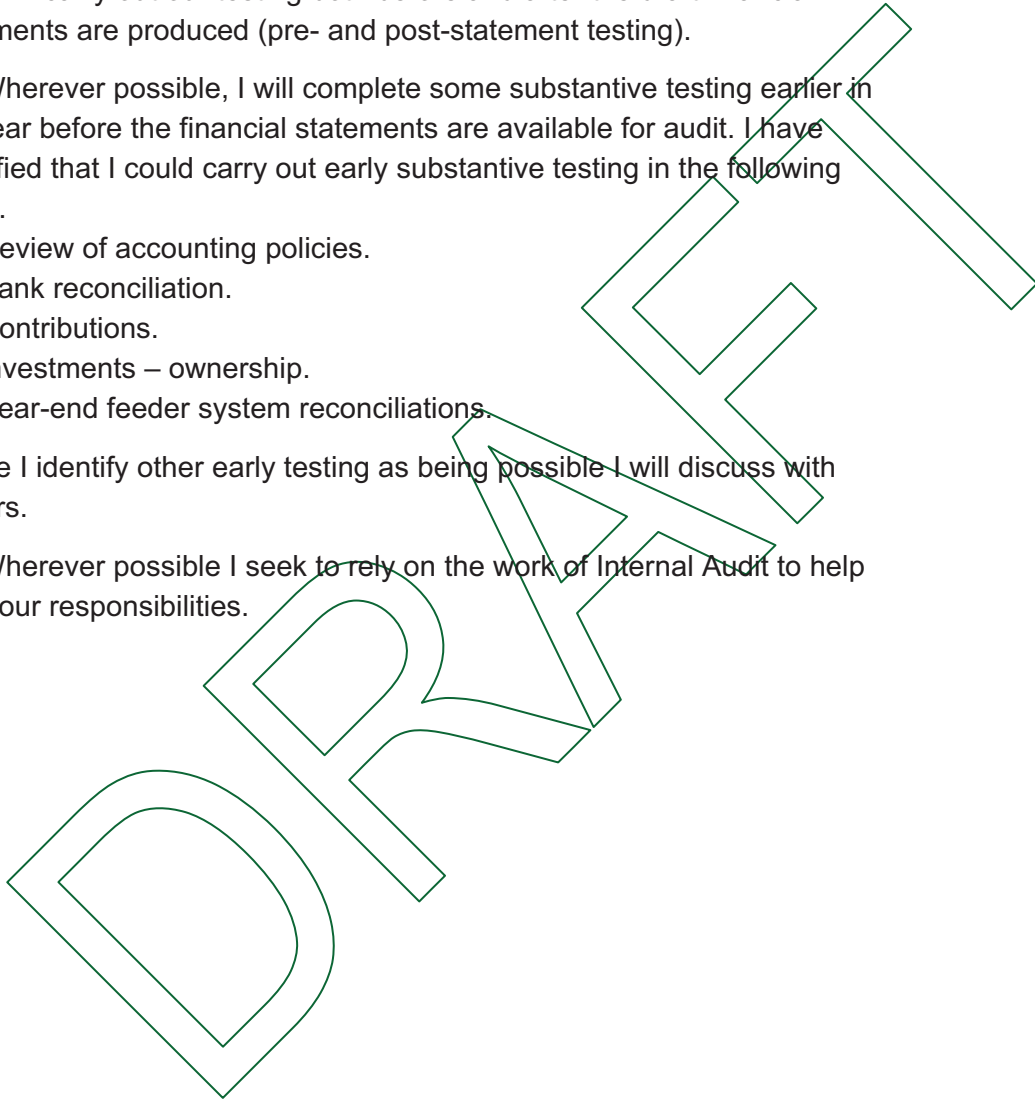 ments are produced (pre- and post-statement testing).
Wherever possible, I will complete some substantive testing earlier in
ear before the financial statements are available for audit. I have
fied that I could carry out early substantive testing in the following
.
eview of accounting policies.
ank reconciliation.
ontributions.
nvestments – ownership.
ear-end feeder system reconciliations.
e I identify other early testing as being possible I will discuss with
rs.
Wherever possible I seek to rely on the work of Internal Audit to help
our responsibilities.
DRAFT